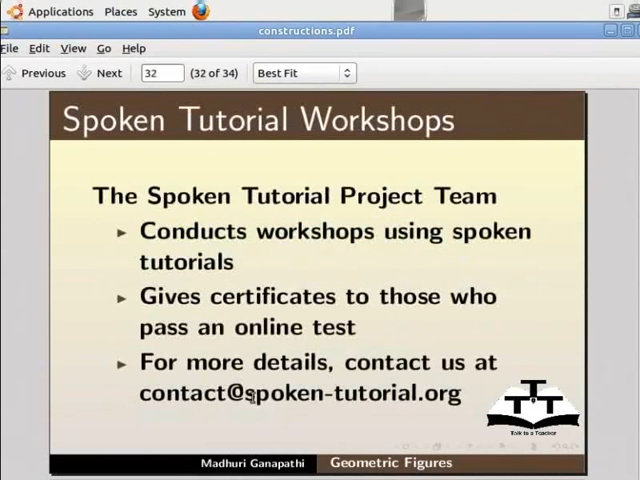 Applications Places System
constructions.pdf
File Edit View Go Help
Previous Next 32 (32 of 34) Best Fit
Spoken Tutorial Workshops
The Spoken Tutorial Project Team
Conducts workshops using spoken
tutorials
Gives certificates to those who
pass an online test
For more details, contact us at
contact@spoken-tutorial.org
TTT
Talk to a Teacher
Madhuri Ganapathi Geometric Figures